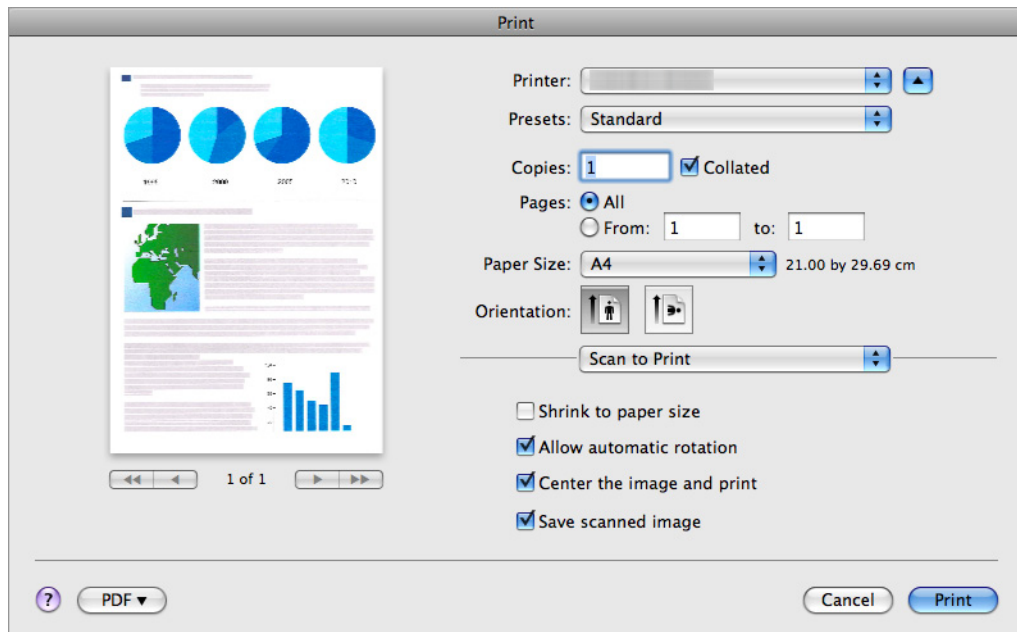 Print
Printer:
Presets: Standard
Copies: 1 Collated
Pages: All
From: 1 to: 1
Paper Size: A4 21.00 by 29.69 cm
Orientation:
Scan to Print
Shrink to paper size
Allow automatic rotation
Center the image and print
Save scanned image
1 of 1
? PDF Cancel Print